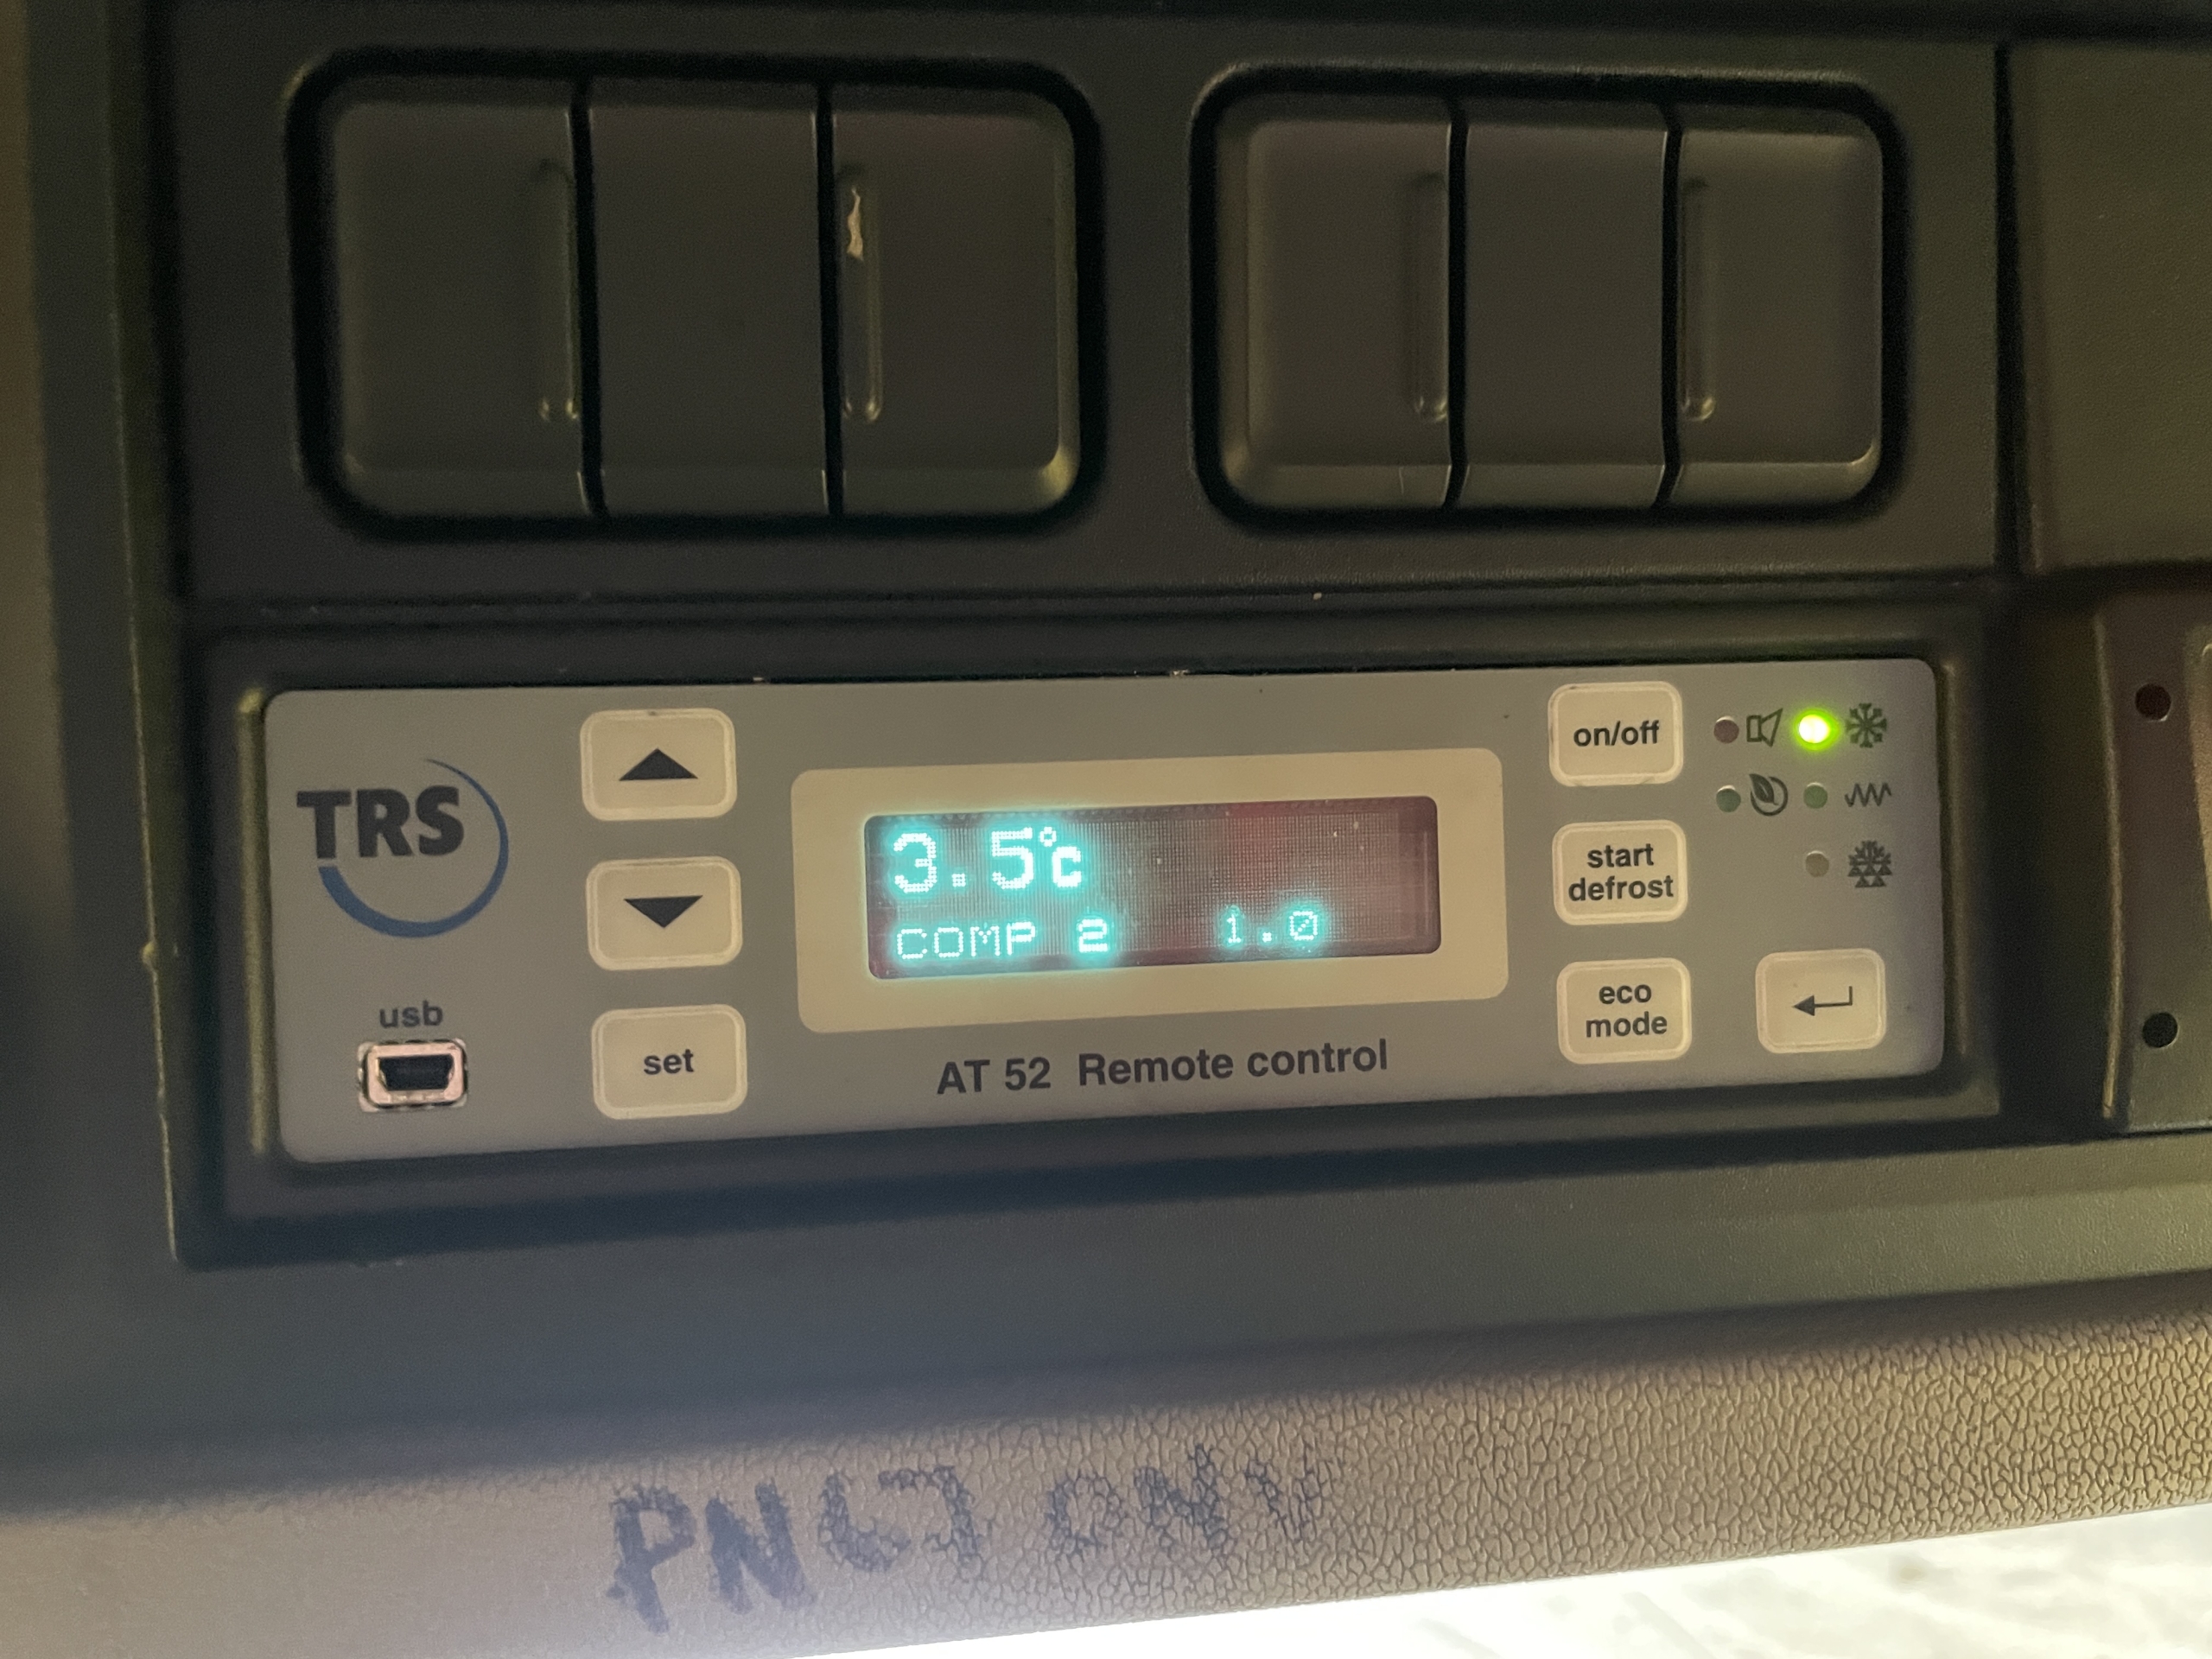 TRS
usb
set
3.5°C
COMP 2 1.0
AT 52 Remote control
on/off
start
defrost
eco
mode